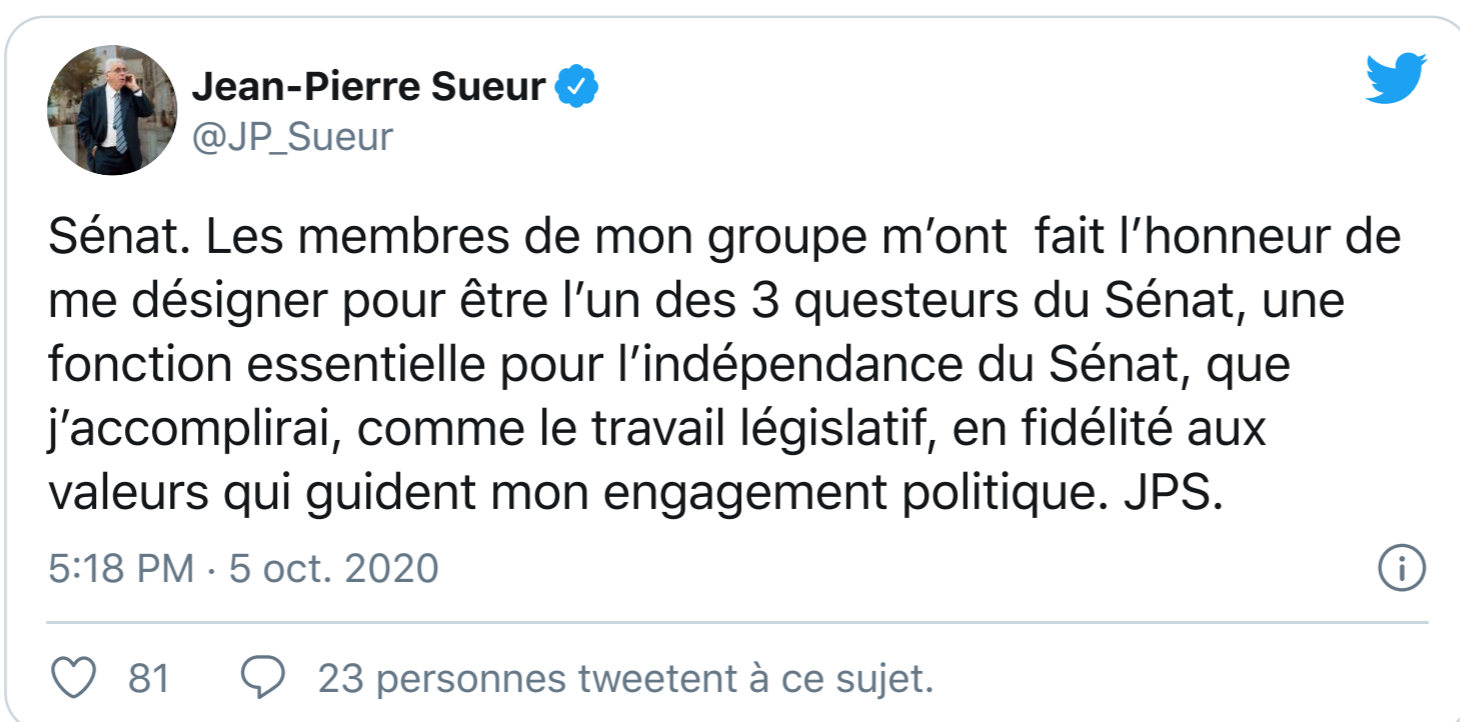 Jean-Pierre Sueur
@JP_Sueur
Sénat. Les membres de mon groupe m’ont  fait l’honneur de
me désigner pour être l’un des 3 questeurs du Sénat, une
fonction essentielle pour l’indépendance du Sénat, que
j’accomplirai, comme le travail législatif, en fidélité aux
valeurs qui guident mon engagement politique. JPS.
5:18 PM · 5 oct. 2020
81 23 personnes tweetent à ce sujet.